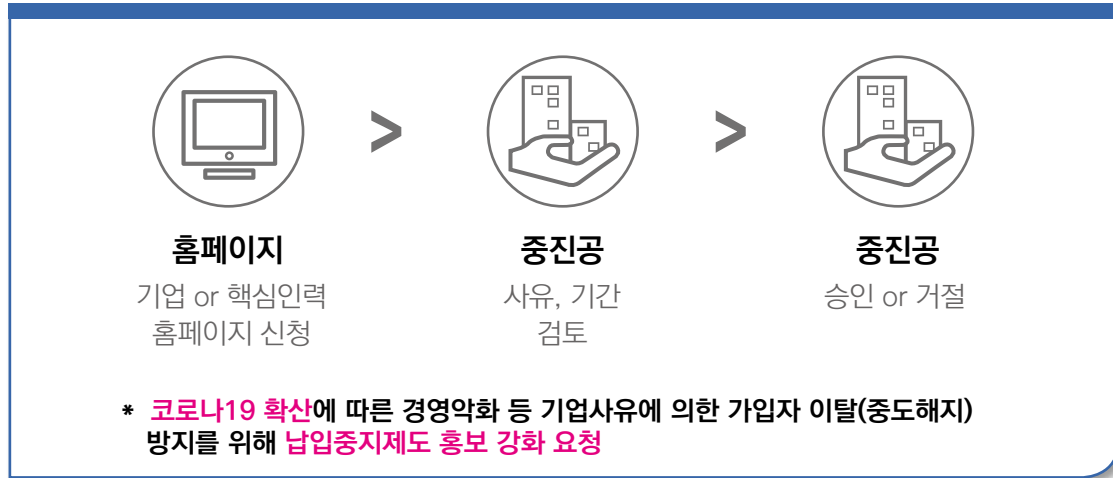 > >
홈페이지 중진공 중진공
기업 or 핵심인력 사유, 기간 승인 or 거절
홈페이지 신청 검토
* 코로나19 확산에 따른 경영악화 등 기업사유에 의한 가입자 이탈(중도해지)
방지를 위해 납입중지제도 홍보 강화 요청